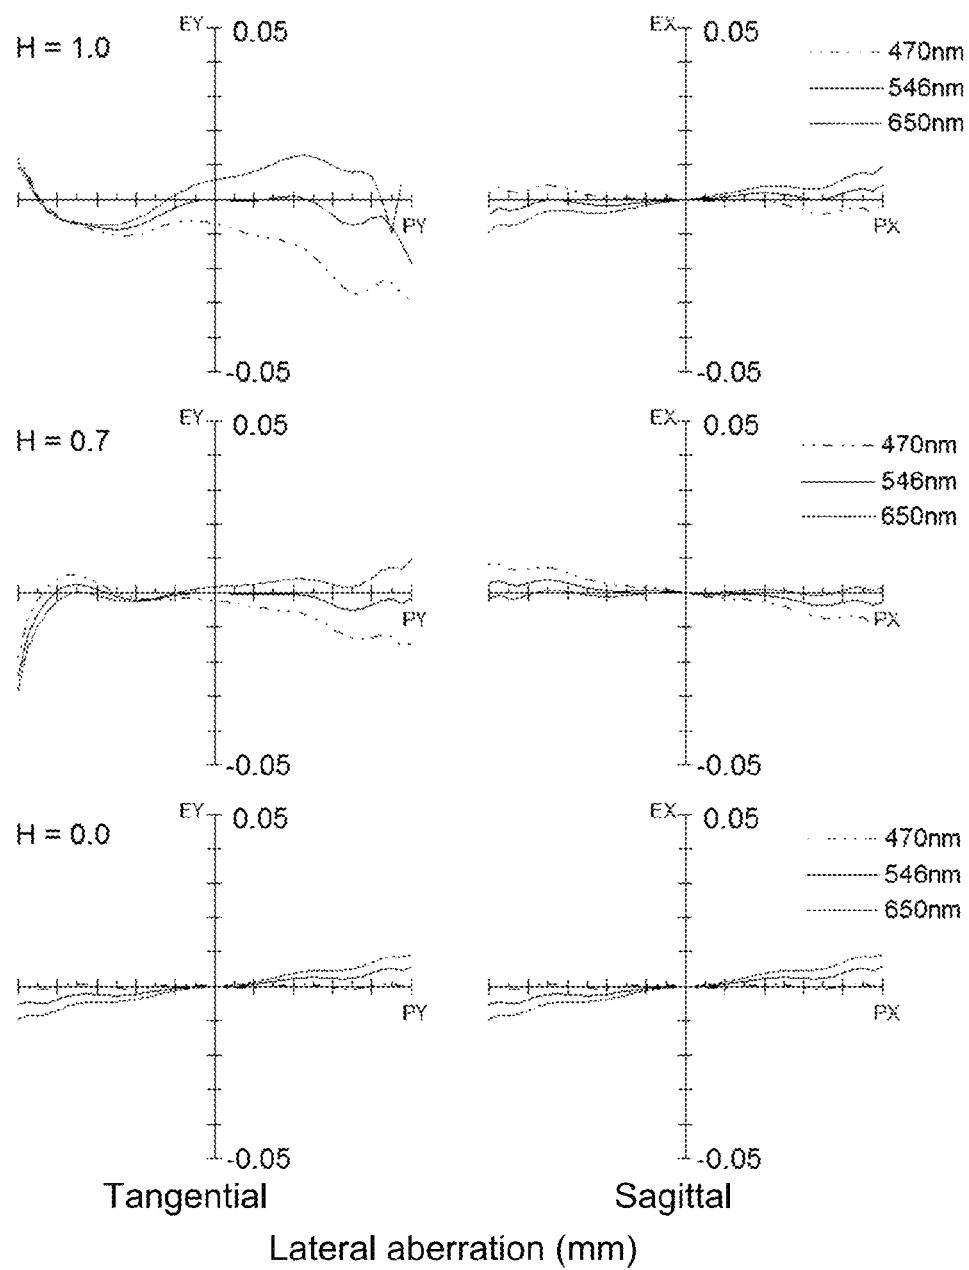 H = 1.0
EY
0.05
PY
-0.05
EX
0.05
PX
-0.05
470nm
546nm
650nm
H = 0.7
EY
0.05
PY
-0.05
EX
0.05
PX
-0.05
470nm
546nm
650nm
H = 0.0
EY
0.05
PY
-0.05
EX
0.05
PX
-0.05
470nm
546nm
650nm
Tangential
Sagittal
Lateral aberration (mm)